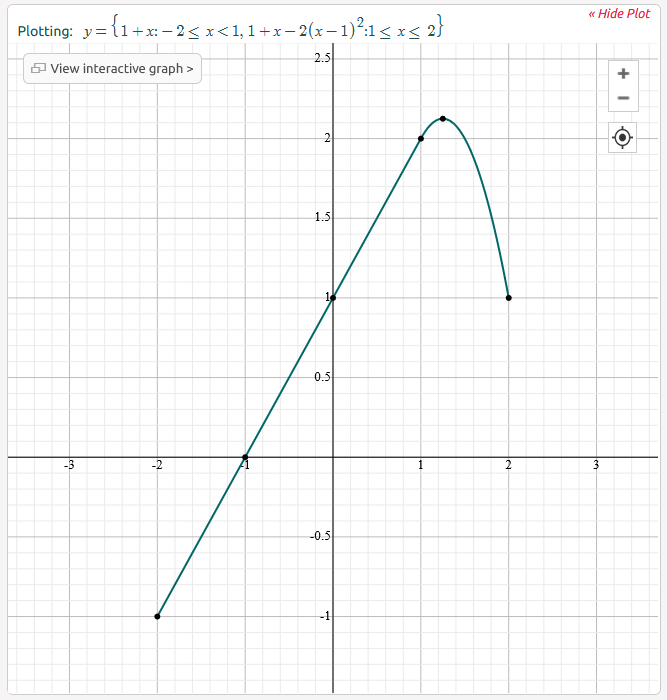 « Hide Plot
Plotting: y={1+x: −2≤ x<1, 1+x−2(x−1)²:1≤ x≤ 2}
View interactive graph >
2.5
2
1.5
1
0.5
-3 -2 -1 1 2 3
-0.5
-1